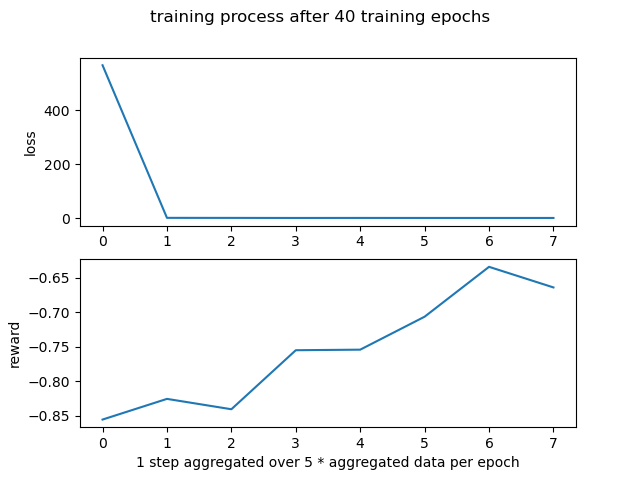 training process after 40 training epochs
loss
400
200
0
0 1 2 3 4 5 6 7
reward
−0.65
−0.70
−0.75
−0.80
−0.85
0 1 2 3 4 5 6 7
1 step aggregated over 5 * aggregated data per epoch